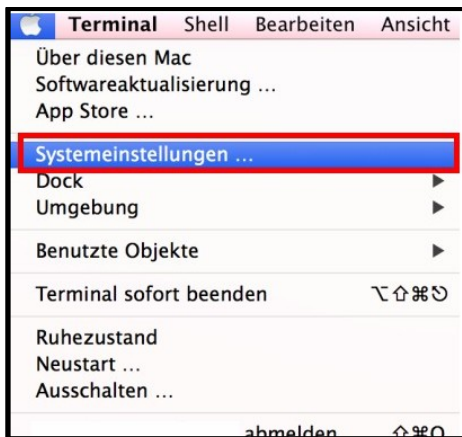 Terminal Shell Bearbeiten Ansicht
Über diesen Mac
Softwareaktualisierung ...
App Store ...
Systemeinstellungen ...
Dock
Umgebung
Benutzte Objekte
Terminal sofort beenden ⌥⇧⌘⎋
Ruhezustand
Neustart ...
Ausschalten ...
abmelden ⇧⌘Q